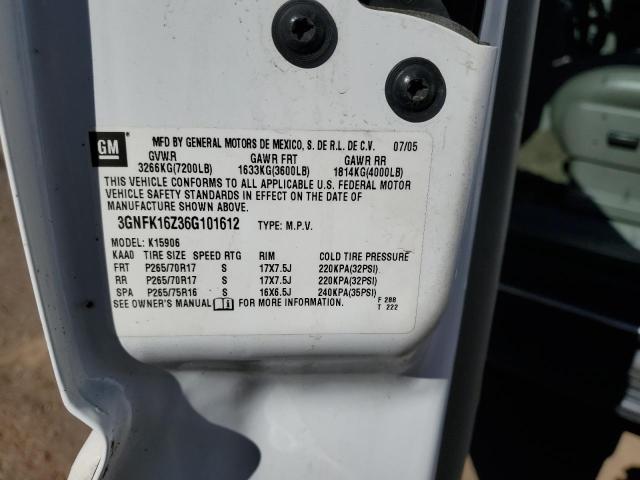 GM
MFD BY GENERAL MOTORS DE MEXICO, S. DE R.L. DE C.V. 07/05
GVWR GAWR FRT GAWR RR
3266KG(7200LB) 1633KG(3600LB) 1814KG(4000LB)
THIS VEHICLE CONFORMS TO ALL APPLICABLE U.S. FEDERAL MOTOR
VEHICLE SAFETY STANDARDS IN EFFECT ON THE DATE OF
MANUFACTURE SHOWN ABOVE.
3GNFK16Z36G101612 TYPE: M.P.V.
MODEL: K15906
KAA0 TIRE SIZE SPEED RTG RIM COLD TIRE PRESSURE
FRT P265/70R17 S 17X7.5J 220KPA(32PSI)
RR P265/70R17 S 17X7.5J 220KPA(32PSI)
SPA P265/75R16 S 16X6.5J 240KPA(35PSI)
SEE OWNER'S MANUAL FOR MORE INFORMATION.
F 288
T 222